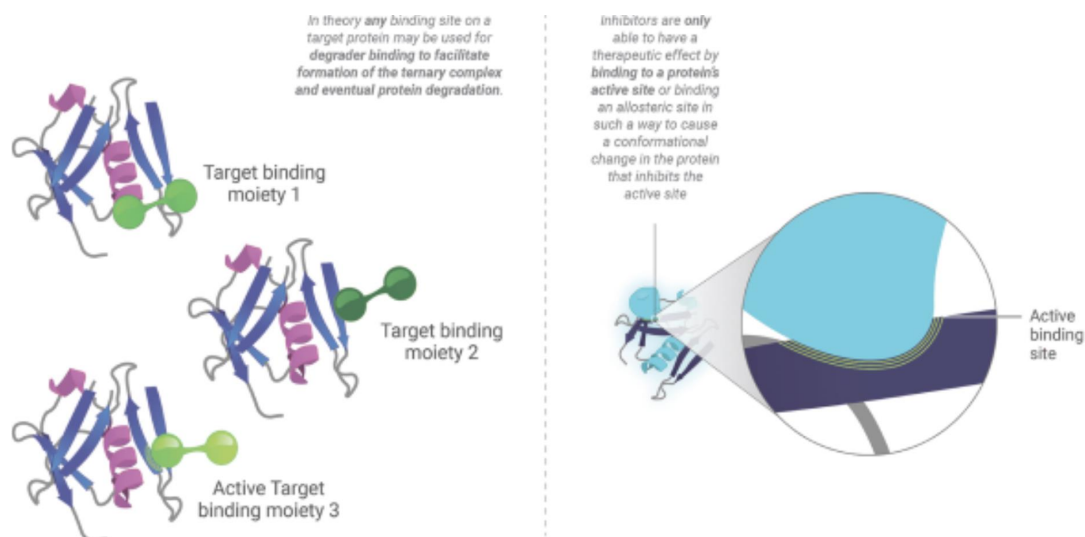 In theory any binding site on a
target protein may be used for
degrader binding to facilitate
formation of the ternary complex
and eventual protein degradation.
Target binding
moiety 1
Target binding
moiety 2
Active Target
binding moiety 3
Inhibitors are only
able to have a
therapeutic effect by
binding to a protein's
active site or binding
an allosteric site in
such a way to cause
a conformational
change in the protein
that inhibits the
active site
Active
binding
site